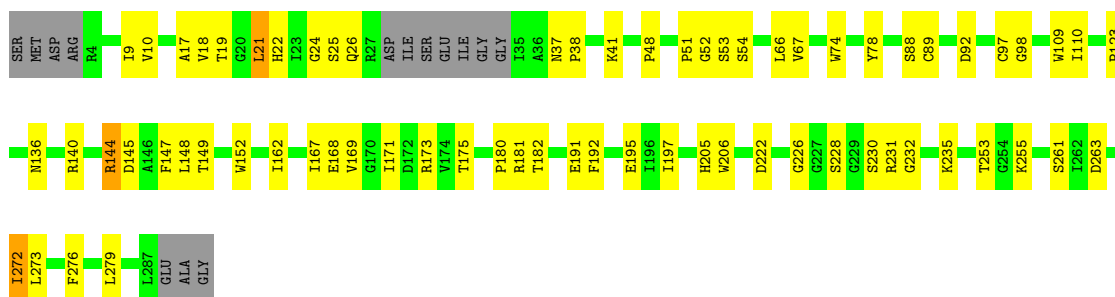 SER MET ASP ARG R4 I9 V10 A17 V18 T19 G20 L21 H22 I23 G24 S25 Q26 R27 ASP ILE SER GLU ILE GLY GLY I35 A36 N37 P38 K41 P48 P51 G52 S53 S54 L66 V67 W74 Y78 S88 C89 D92 C97 G98 W109 I110
N136 R140 R144 D145 A146 F147 L148 T149 W152 I162 I167 E168 V169 G170 I171 D172 R173 V174 T175 P180 R181 T182 E191 F192 E195 I196 I197 H205 W206 D222 G226 G227 S228 G229 S230 R231 G232 K235 T253 G254 K255 S261 I262 D263
I272 L273 F276 L279 L287 GLU ALA GLY